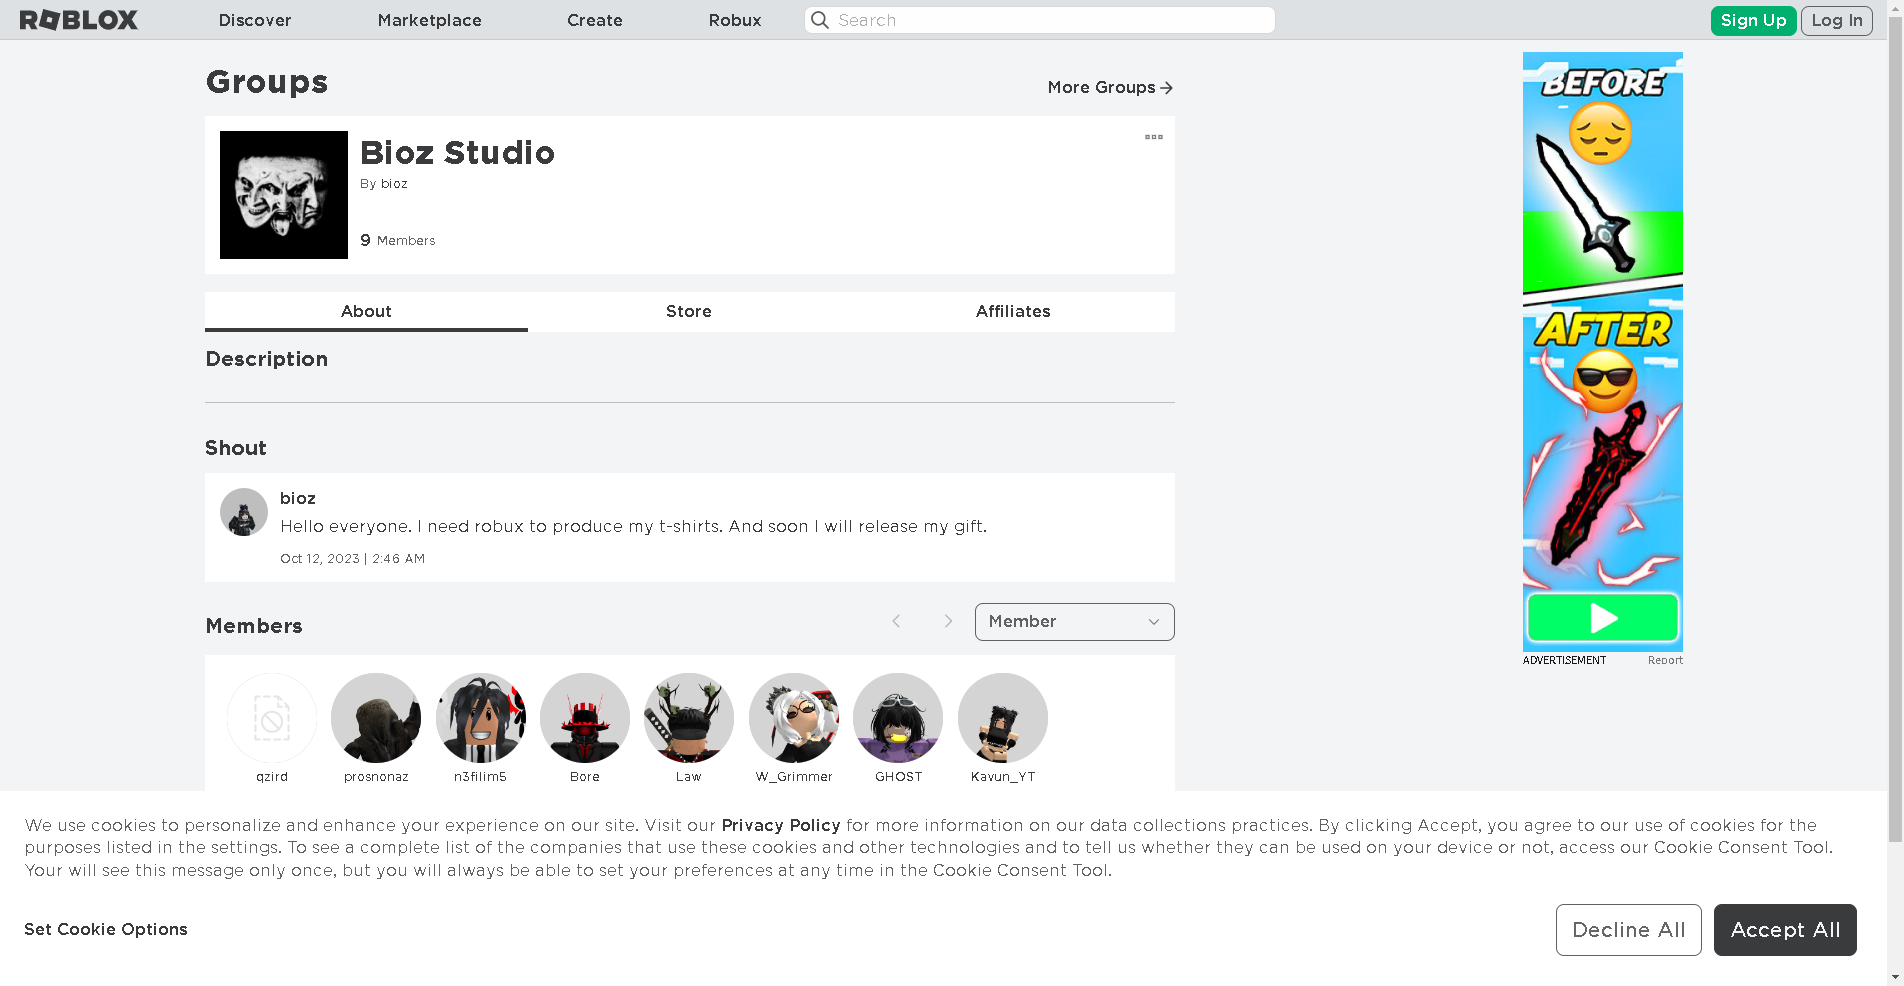 ROBLOX
Discover
Marketplace
Create
Robux
Search
Sign Up
Log In
Groups
More Groups
Bioz Studio
By bioz
9 Members
About
Store
Affiliates
Description
Shout
bioz
Hello everyone. I need robux to produce my t-shirts. And soon I will release my gift.
Oct 12, 2023 | 2:46 AM
Members
Member
qzird
prosnonaz
n3filim5
Bore
Law
W_Grimmer
GHOST
Kavun_YT
BEFORE
AFTER
ADVERTISEMENT
Report
We use cookies to personalize and enhance your experience on our site. Visit our Privacy Policy for more information on our data collections practices. By clicking Accept, you agree to our use of cookies for the
purposes listed in the settings. To see a complete list of the companies that use these cookies and other technologies and to tell us whether they can be used on your device or not, access our Cookie Consent Tool.
Your will see this message only once, but you will always be able to set your preferences at any time in the Cookie Consent Tool.
Set Cookie Options
Decline All
Accept All